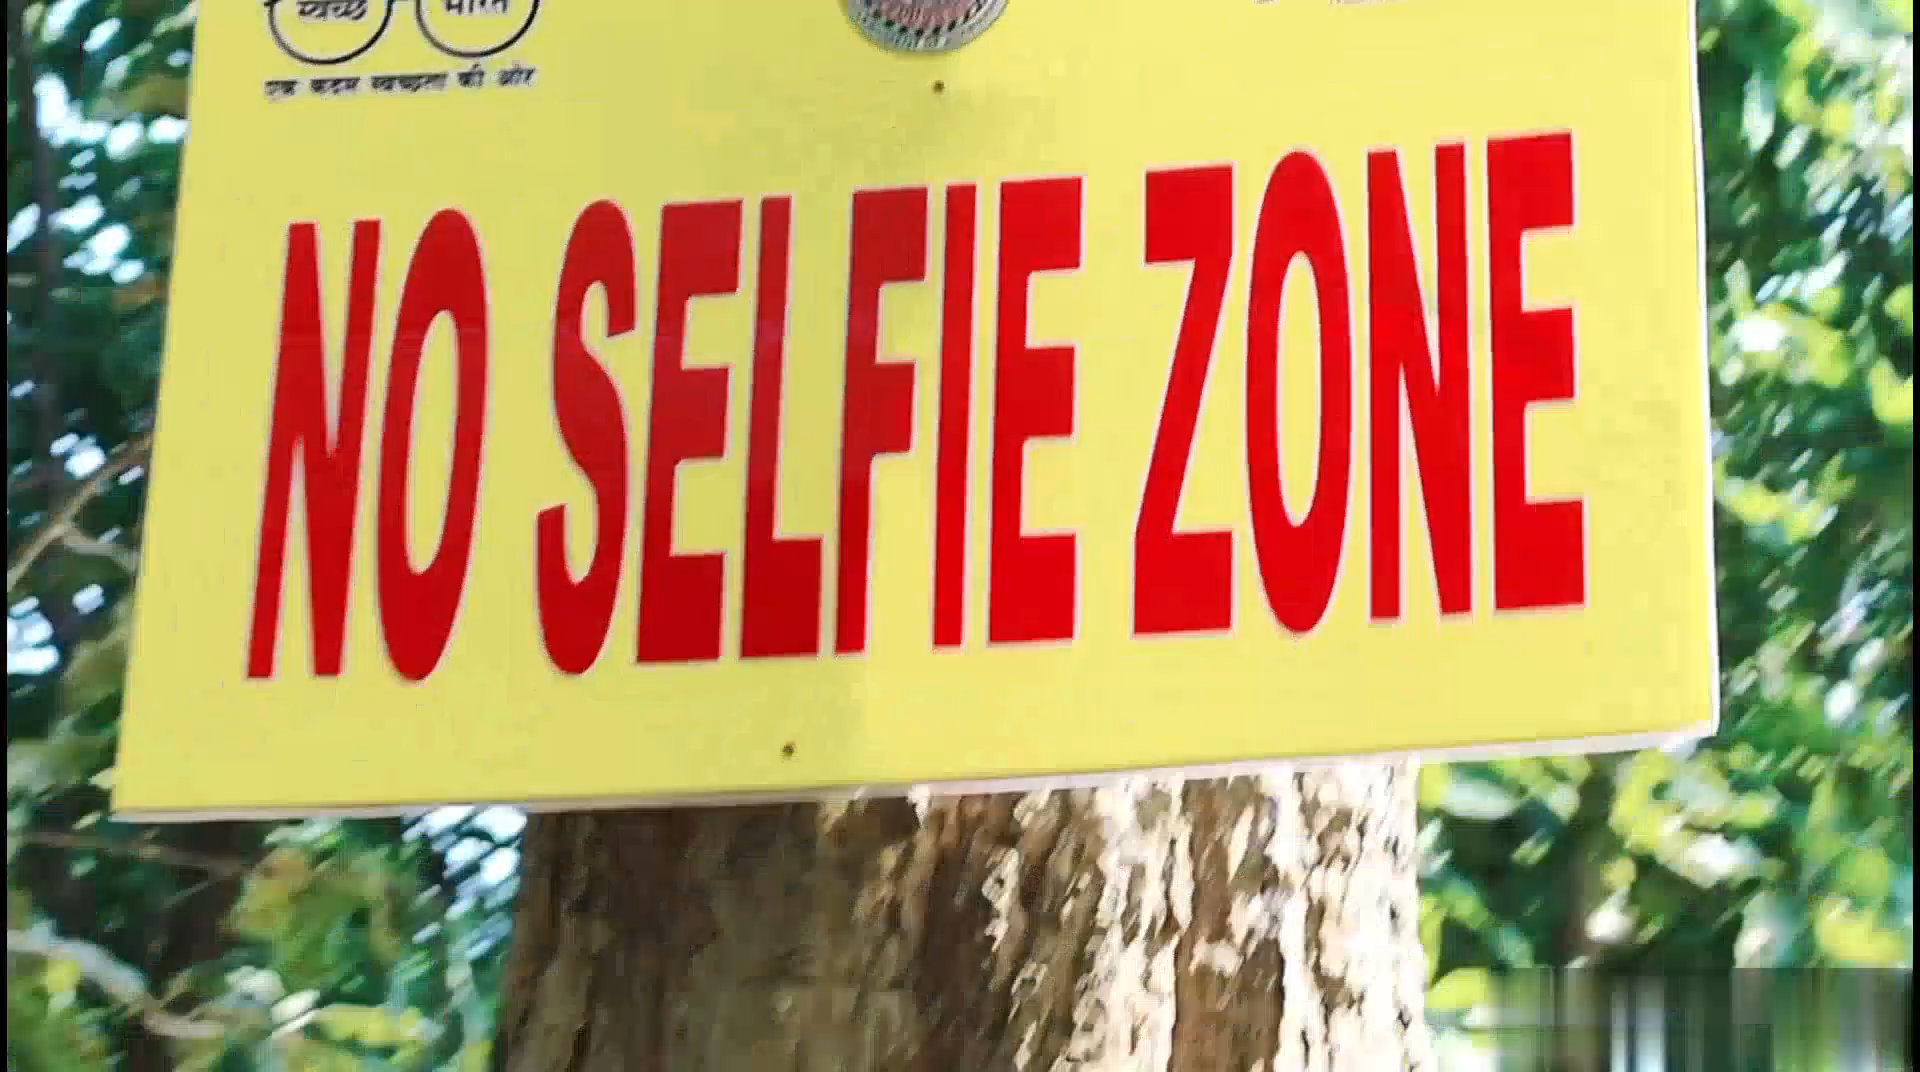 स्वच्छ भारत
एक कदम स्वच्छता की ओर
NO SELFIE ZONE